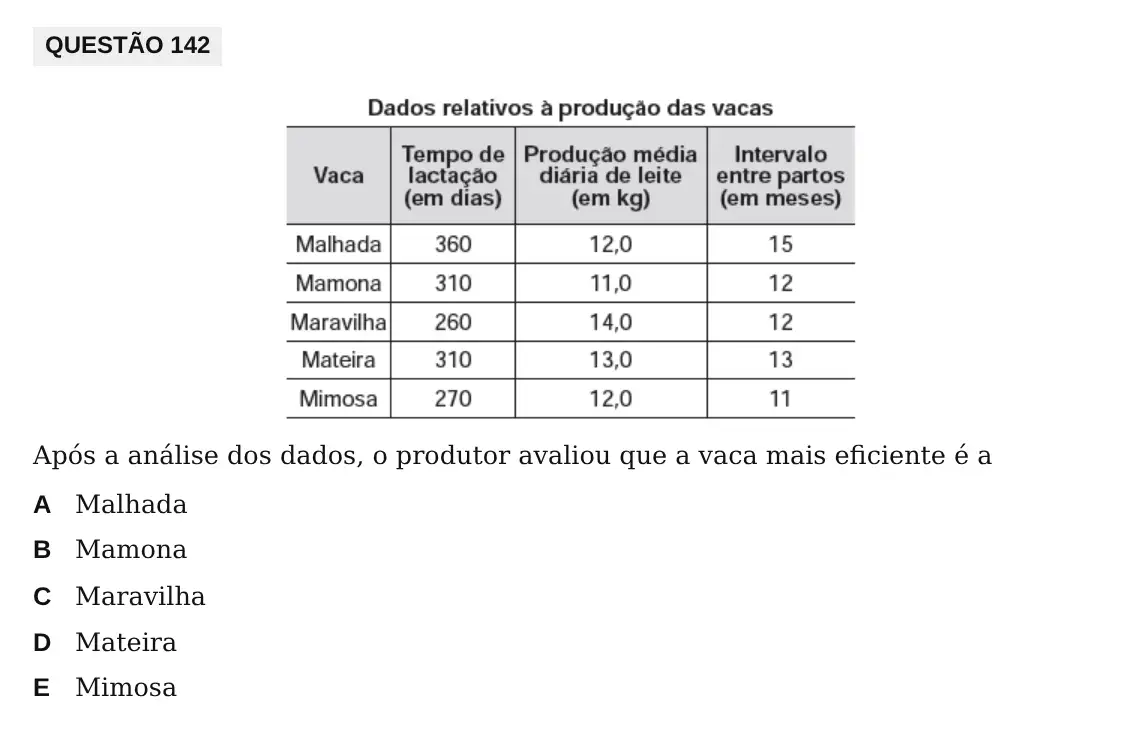 QUESTÃO 142
Dados relativos à produção das vacas
Vaca Tempo de lactação (em dias) Produção média diária de leite (em kg) Intervalo entre partos (em meses)
Malhada 360 12,0 15
Mamona 310 11,0 12
Maravilha 260 14,0 12
Mateira 310 13,0 13
Mimosa 270 12,0 11
Após a análise dos dados, o produtor avaliou que a vaca mais eficiente é a
A Malhada
B Mamona
C Maravilha
D Mateira
E Mimosa